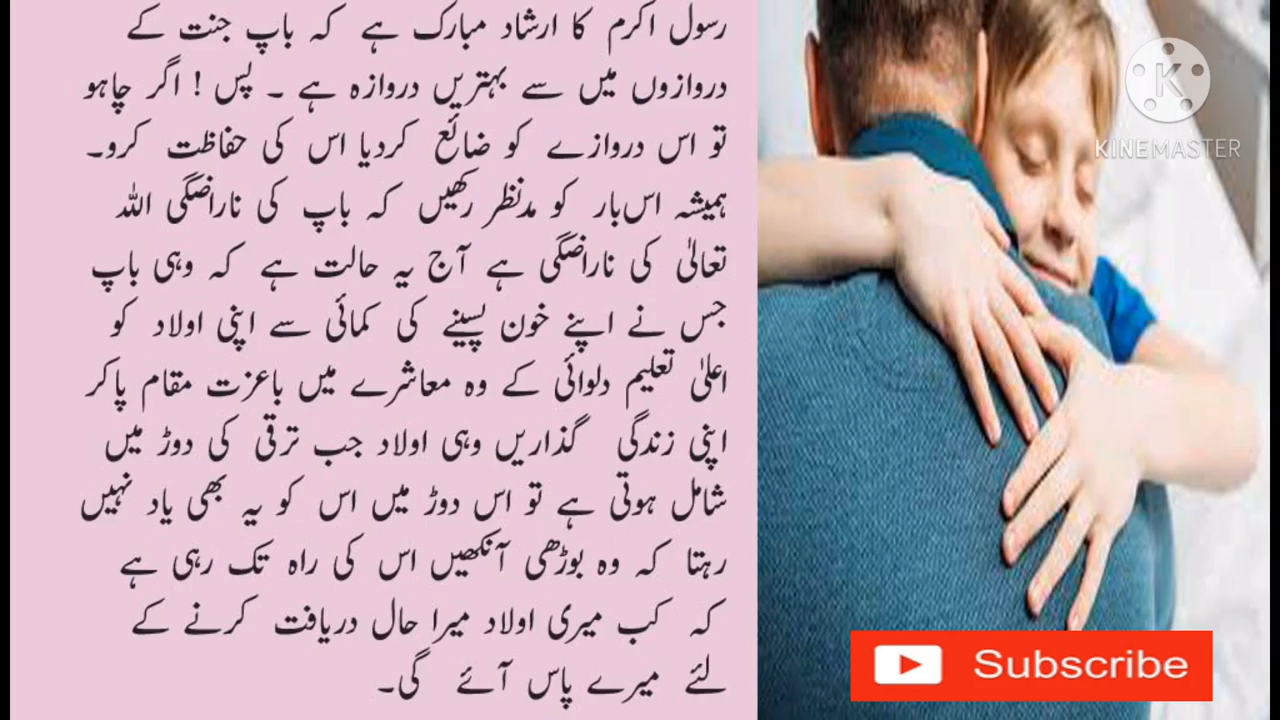 رسول اکرم کا ارشاد مبارک ہے کہ باپ جنت کے
دروازوں میں سے بہتریں دروازہ ہے ۔ پس ! اگر چاہو
تو اس دروازے کو ضائع کردیا اس کی حفاظت کرو۔
ہمیشہ اس بار کو مدنظر رکھیں کہ باپ کی ناراضگی اللہ
تعالیٰ کی ناراضگی ہے آج یہ حالت ہے کہ وہی باپ
جس نے اپنے خون پسینے کی کمائی سے اپنی اولاد کو
اعلیٰ تعلیم دلوائی کے وہ معاشرے میں باعزت مقام پاکر
اپنی زندگی گذاریں وہی اولاد جب ترقی کی دوڑ میں
شامل ہوتی ہے تو اس دوڑ میں اس کو یہ بھی یاد نہیں
رہتا کہ وہ بوڑھی آنکھیں اس کی راہ تک رہی ہے
کہ کب میری اولاد میرا حال دریافت کرنے کے
لئے میرے پاس آئے گی۔
K
KINEMASTER
Subscribe